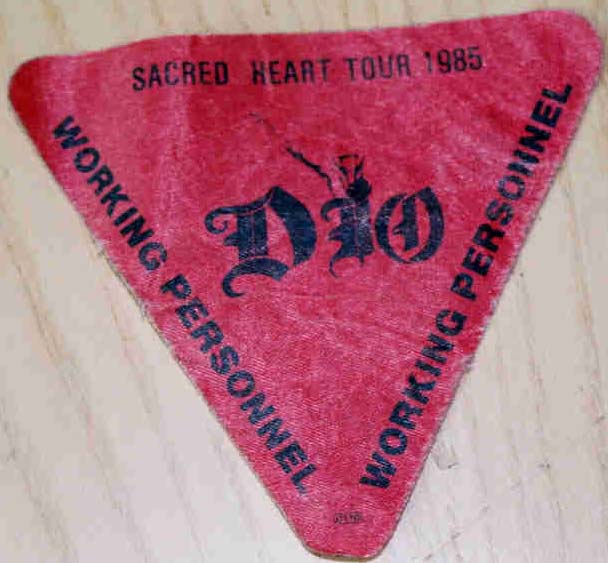 SACRED HEART TOUR 1985
WORKING PERSONNEL
DIO
WORKING PERSONNEL